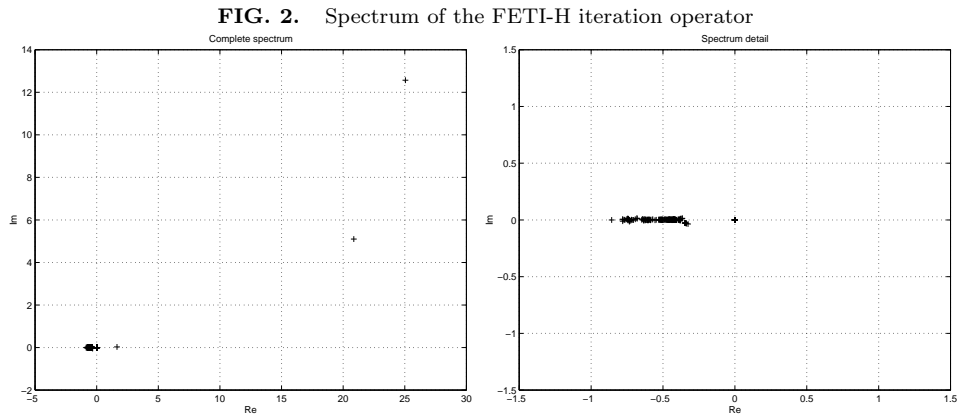 FIG. 2. Spectrum of the FETI-H iteration operator
Complete spectrum
14
12
10
8
6
4
2
0
−2
Im
−5 0 5 10 15 20 25 30
Re
Spectrum detail
1.5
1
0.5
0
−0.5
−1
−1.5
Im
−1.5 −1 −0.5 0 0.5 1 1.5
Re